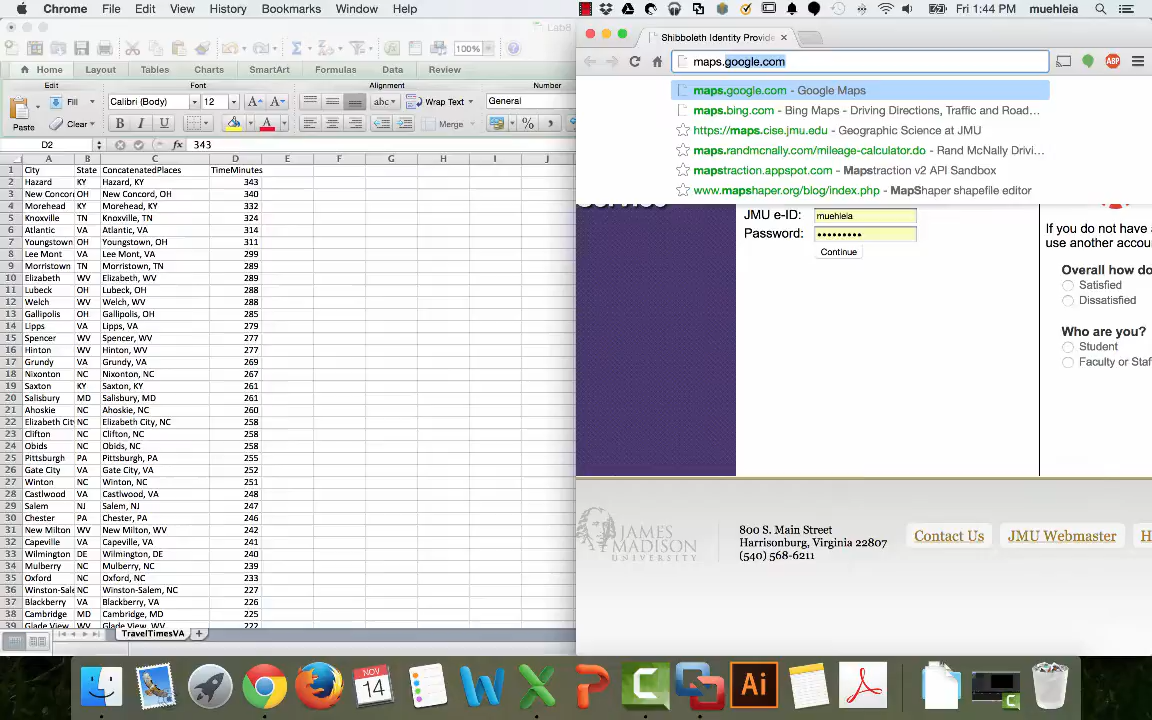 Chrome File Edit View History Bookmarks Window Help Fri 1:44 PM muehleia
Lab8
Shibboleth Identity Provide
maps.google.com
ABP
100%
maps.google.com - Google Maps
maps.bing.com - Bing Maps - Driving Directions, Traffic and Road...
https://maps.cise.jmu.edu - Geographic Science at JMU
maps.randmcnally.com/mileage-calculator.do - Rand McNally Drivi...
mapstraction.appspot.com - Mapstraction v2 API Sandbox
www.mapshaper.org/blog/index.php - MapShaper shapefile editor
Home Layout Tables Charts SmartArt Formulas Data Review
Edit Font Alignment Number
Paste Fill Clear Calibri (Body) 12 A A abc Wrap Text General
B I U A Merge %
D2 fx 343
A B C D E F G H I J
1 City State ConcatenatedPlaces TimeMinutes
2 Hazard KY Hazard, KY 343
3 New Concor OH New Concord, OH 340
4 Morehead KY Morehead, KY 332
5 Knoxville TN Knoxville, TN 324
6 Atlantic VA Atlantic, VA 314
7 Youngstown OH Youngstown, OH 311
8 Lee Mont VA Lee Mont, VA 299
9 Morristown TN Morristown, TN 289
10 Elizabeth WV Elizabeth, WV 289
11 Lubeck OH Lubeck, OH 288
12 Welch WV Welch, WV 288
13 Gallipolis OH Gallipolis, OH 285
14 Lipps VA Lipps, VA 279
15 Spencer WV Spencer, WV 277
16 Hinton WV Hinton, WV 277
17 Grundy VA Grundy, VA 269
18 Nixonton NC Nixonton, NC 267
19 Saxton KY Saxton, KY 261
20 Salisbury MD Salisbury, MD 261
21 Ahoskie NC Ahoskie, NC 260
22 Elizabeth Cit NC Elizabeth City, NC 258
23 Clifton NC Clifton, NC 258
24 Obids NC Obids, NC 258
25 Pittsburgh PA Pittsburgh, PA 255
26 Gate City VA Gate City, VA 252
27 Winton NC Winton, NC 251
28 Castlwood VA Castlwood, VA 248
29 Salem NJ Salem, NJ 247
30 Chester PA Chester, PA 246
31 New Milton WV New Milton, WV 242
32 Capeville VA Capeville, VA 241
33 Wilmington DE Wilmington, DE 240
34 Mulberry NC Mulberry, NC 239
35 Oxford NC Oxford, NC 233
36 Winston-Sale NC Winston-Salem, NC 227
37 Blackberry VA Blackberry, VA 226
38 Cambridge MD Cambridge, MD 225
39 Glade View VA Glade View, VA 222
TravelTimesVA
JMU e-ID: muehleia
Password: •••••••••
Continue
If you do not have
use another accou
Overall how do
Satisfied
Dissatisfied
Who are you?
Student
Faculty or Staf
JAMES
MADISON
UNIVERSITY
800 S. Main Street
Harrisonburg, Virginia 22807
(540) 568-6211
Contact Us JMU Webmaster H
NOV
14
Ai